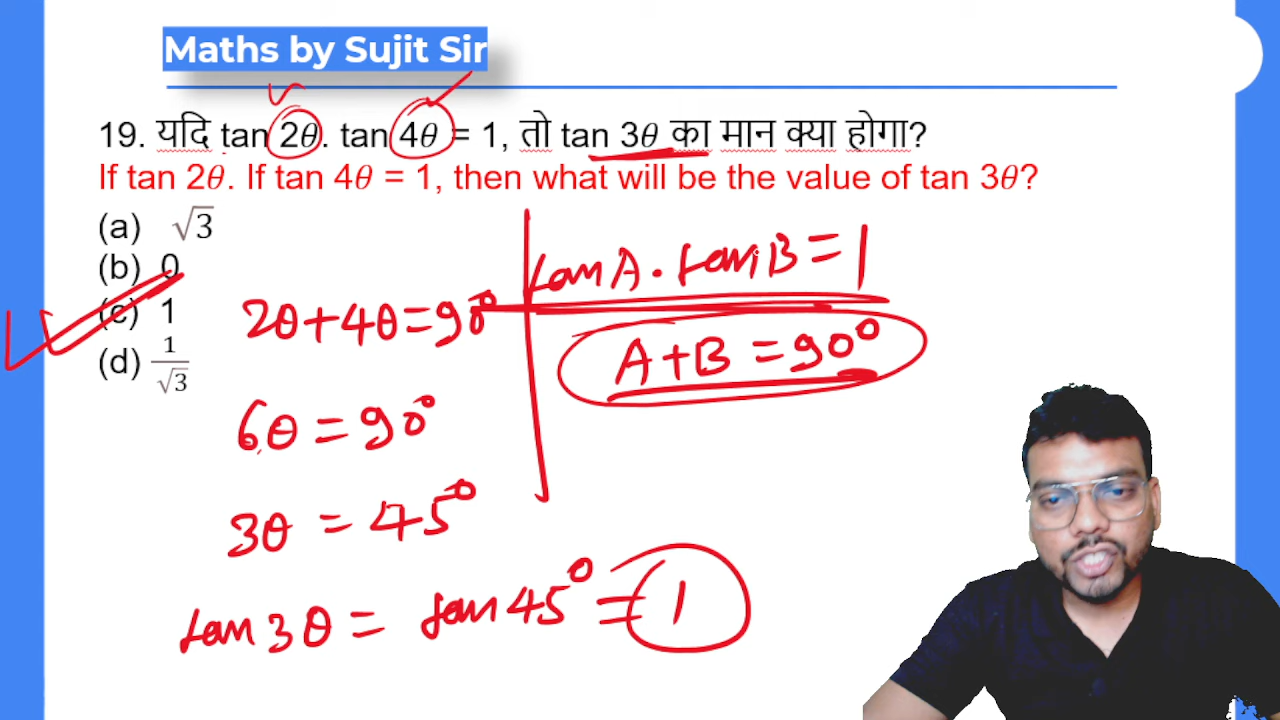 Maths by Sujit Sir
19. यदि tan 2θ. tan 4θ = 1, तो tan 3θ का मान क्या होगा?
If tan 2θ. If tan 4θ = 1, then what will be the value of tan 3θ?
(a) √3
(b) 0
(c) 1
(d) 1/√3
tanA . tanB = 1
A+B = 90°
2θ+4θ=90°
6θ = 90°
3θ = 45°
tan 3θ = tan 45° = 1